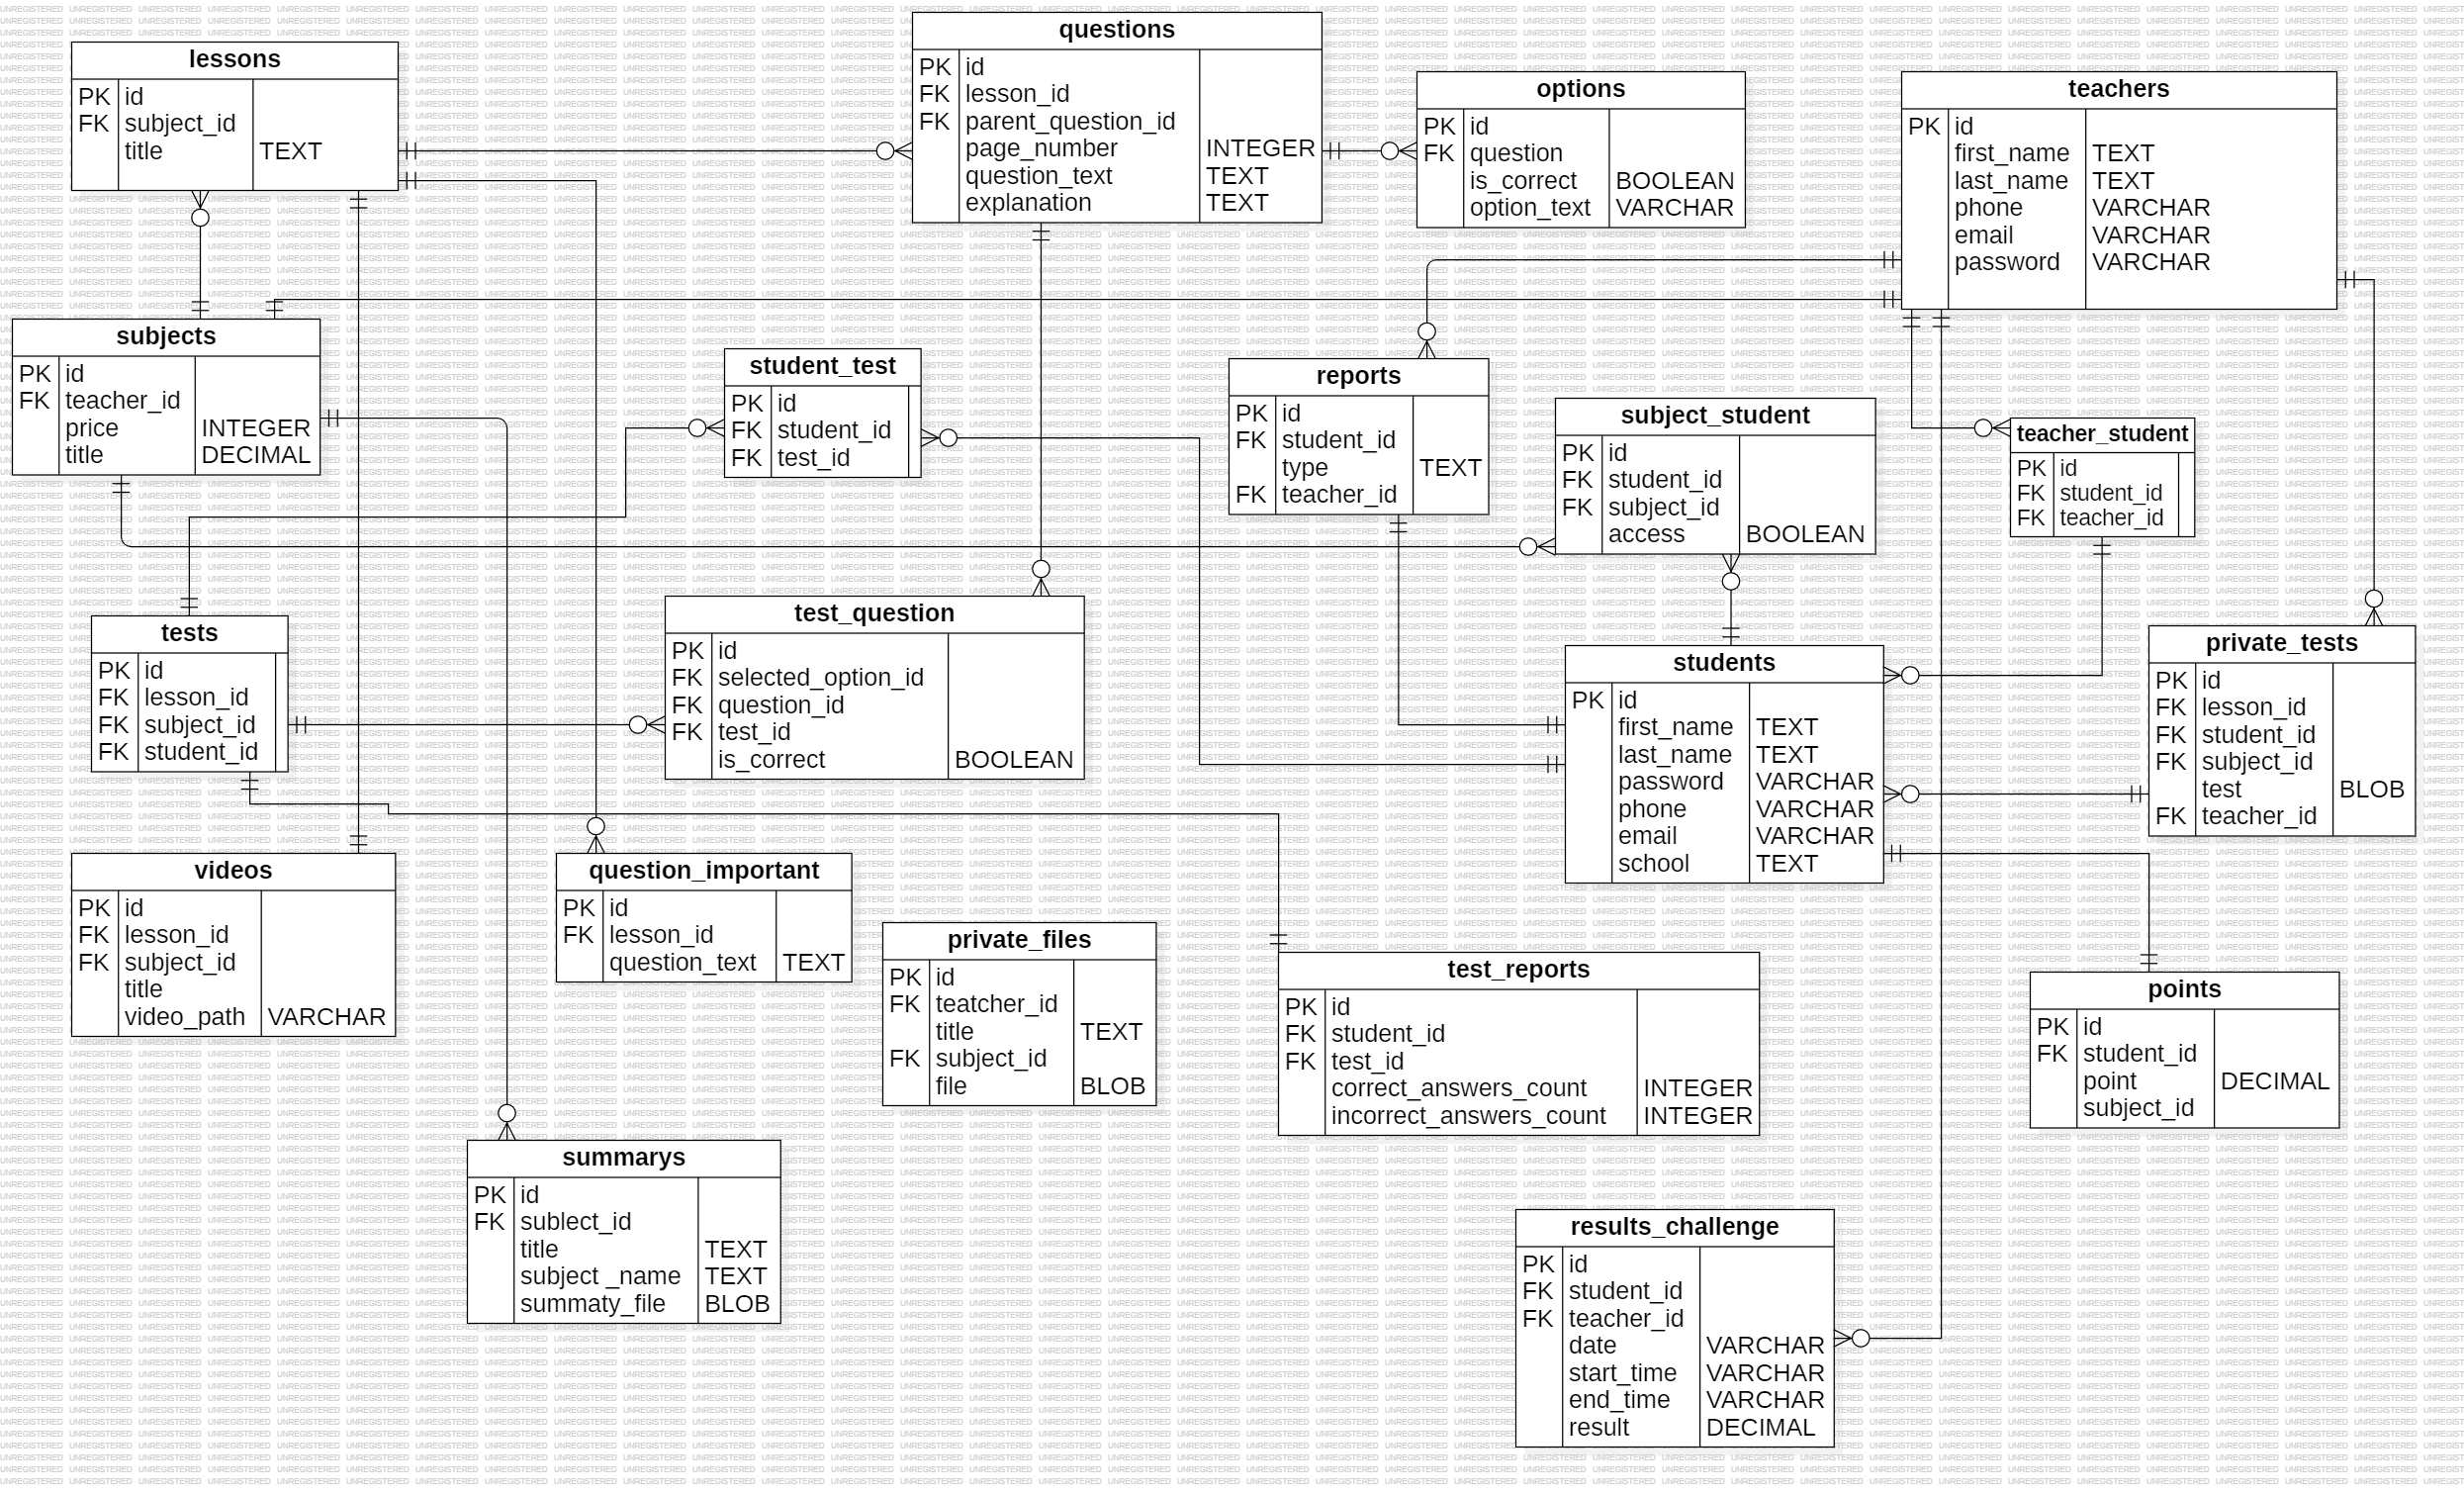 lessons
PK id
FK subject_id
title TEXT
questions
PK id
FK lesson_id
FK parent_question_id
page_number INTEGER
question_text TEXT
explanation TEXT
options
PK id
FK question
is_correct BOOLEAN
option_text VARCHAR
teachers
PK id
first_name TEXT
last_name TEXT
phone VARCHAR
email VARCHAR
password VARCHAR
subjects
PK id
FK teacher_id
price INTEGER
title DECIMAL
student_test
PK id
FK student_id
FK test_id
reports
PK id
FK student_id
type TEXT
FK teacher_id
subject_student
PK id
FK student_id
FK subject_id
access BOOLEAN
teacher_student
PK id
FK student_id
FK teacher_id
tests
PK id
FK lesson_id
FK subject_id
FK student_id
test_question
PK id
FK selected_option_id
FK question_id
FK test_id
is_correct BOOLEAN
students
PK id
first_name TEXT
last_name TEXT
password VARCHAR
phone VARCHAR
email VARCHAR
school TEXT
private_tests
PK id
FK lesson_id
FK student_id
FK subject_id
test BLOB
FK teacher_id
videos
PK id
FK lesson_id
FK subject_id
title
video_path VARCHAR
question_important
PK id
FK lesson_id
question_text TEXT
private_files
PK id
FK teatcher_id
title TEXT
FK subject_id
file BLOB
test_reports
PK id
FK student_id
FK test_id
correct_answers_count INTEGER
incorrect_answers_count INTEGER
points
PK id
FK student_id
point DECIMAL
subject_id
summarys
PK id
FK sublect_id
title TEXT
subject _name TEXT
summaty_file BLOB
results_challenge
PK id
FK student_id
FK teacher_id
date VARCHAR
start_time VARCHAR
end_time VARCHAR
result DECIMAL
UNREGISTERED